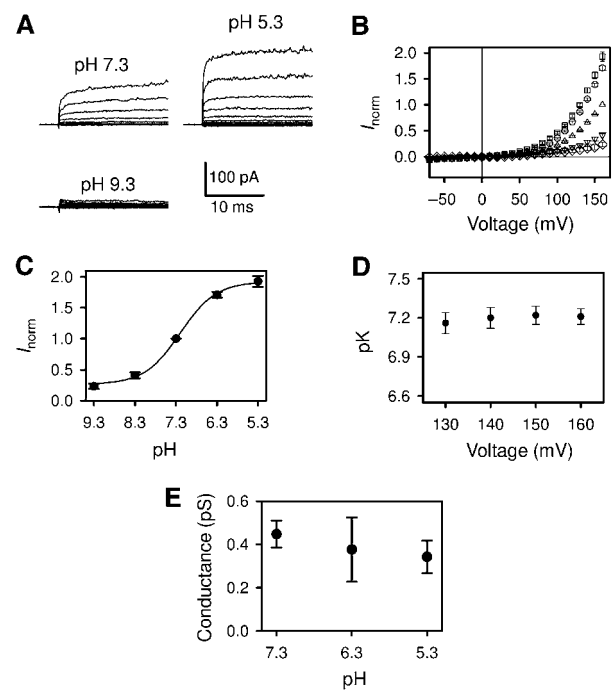 A
pH 7.3
pH 5.3
pH 9.3
100 pA
10 ms
B
Inorm
2.0
1.5
1.0
0.5
0.0
−50 0 50 100 150
Voltage (mV)
C
Inorm
2.0
1.5
1.0
0.5
0.0
9.3 8.3 7.3 6.3 5.3
pH
D
pK
7.5
7.2
6.9
6.6
130 140 150 160
Voltage (mV)
E
Conductance (pS)
0.6
0.4
0.2
0.0
7.3 6.3 5.3
pH